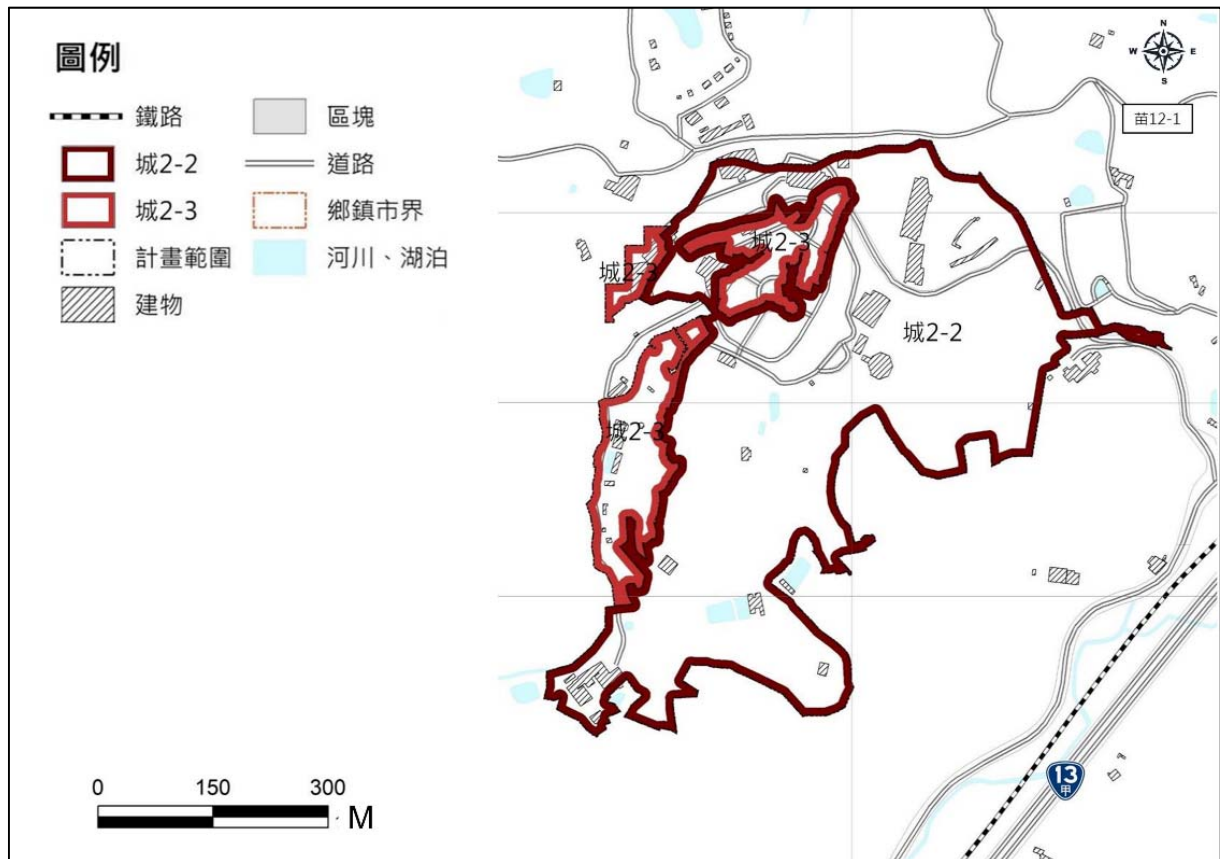 圖例
鐵路
區塊
城2-2
道路
城2-3
鄉鎮市界
計畫範圍
河川、湖泊
建物
N
W
E
S
苗12-1
城2-3
城2-3
城2-2
城2-3
13
甲
0 150 300
M